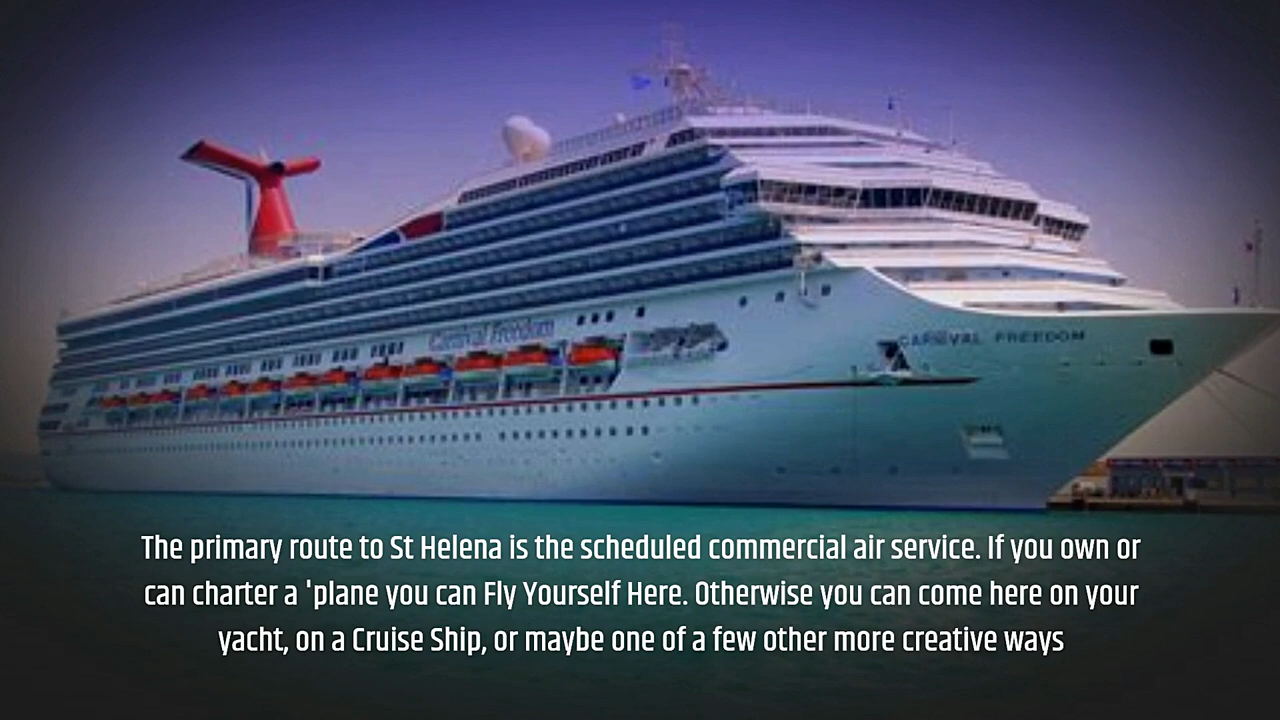 Carnival Freedom
CARNIVAL FREEDOM
The primary route to St Helena is the scheduled commercial air service. If you own or
can charter a 'plane you can Fly Yourself Here. Otherwise you can come here on your
yacht, on a Cruise Ship, or maybe one of a few other more creative ways